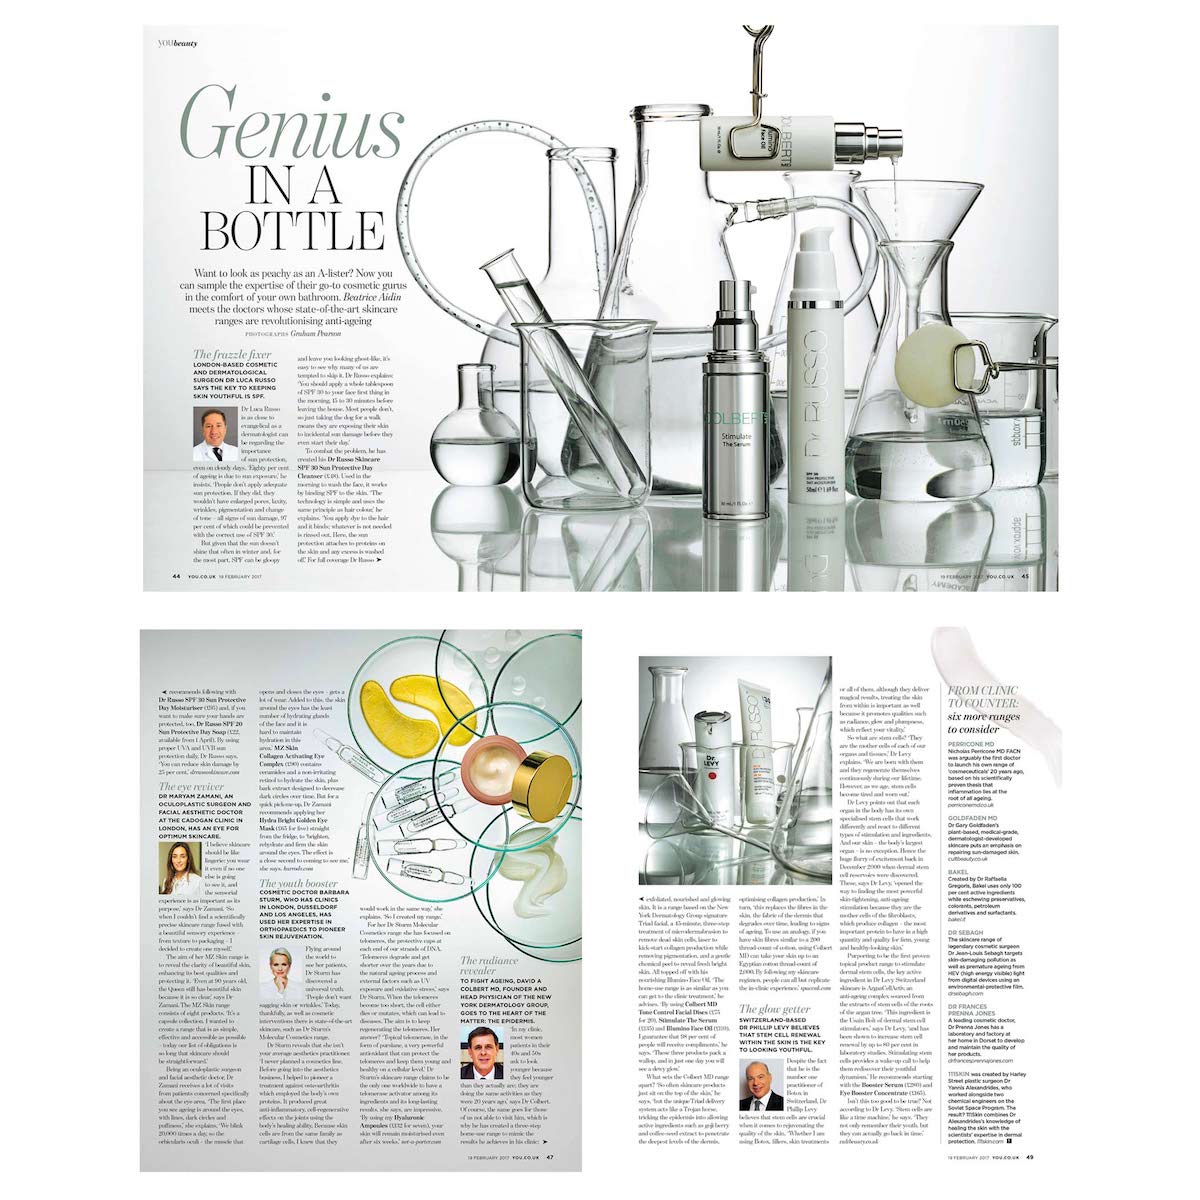 YOU beauty
Genius
IN A
BOTTLE
Want to look as peachy as an A-lister? Now you
can sample the expertise of their go-to cosmetic gurus
in the comfort of your own bathroom. Beatrice Aidin
meets the doctors whose state-of-the-art skincare
ranges are revolutionising anti-ageing
PHOTOGRAPHS Graham Pearson
The frazzle fixer
LONDON-BASED COSMETIC
AND DERMATOLOGICAL
SURGEON DR LUCA RUSSO
SAYS THE KEY TO KEEPING
SKIN YOUTHFUL IS SPF.
Dr Luca Russo
is as close to
evangelical as a
dermatologist can
be regarding the
importance
of sun protection,
even on cloudy days. 'Eighty per cent
of ageing is due to sun exposure,' he
insists. 'People don't apply adequate
sun protection. If they did, they
wouldn't have enlarged pores, laxity,
wrinkles, pigmentation and change
of tone – all signs of sun damage, 97
per cent of which could be prevented
with the correct use of SPF 30.'
But given that the sun doesn't
shine that often in winter and, for
the most part, SPF can be gloopy
and leave you looking ghost-like, it's
easy to see why many of us are
tempted to skip it. Dr Russo explains:
'You should apply a whole tablespoon
of SPF 30 to your face first thing in
the morning, 15 to 30 minutes before
leaving the house. Most people don't,
so just taking the dog for a walk
means they are exposing their skin
to incidental sun damage before they
even start their day.'
To combat the problem, he has
created his Dr Russo Skincare
SPF 30 Sun Protective Day
Cleanser (£48). Used in the
morning to wash the face, it works
by binding SPF to the skin. 'The
technology is simple and uses the
same principle as hair colour,' he
explains. 'You apply dye to the hair
and it binds; whatever is not needed
is rinsed out. Here, the sun
protection attaches to proteins on
the skin and any excess is washed
off.' For full coverage Dr Russo ➤
44 YOU.CO.UK 19 FEBRUARY 2017
COLBERT
Illumino
Face Oil
COLBERT
Stimulate
The Serum
DR RUSSO
SPF 30
SUN PROTECTIVE
DAY MOISTURISER
50ml e 1.69fl.oz
19 FEBRUARY 2017 YOU.CO.UK 45
◄ recommends following with
Dr Russo SPF 30 Sun Protective
Day Moisturiser (£95) and, if you
want to make sure your hands are
protected, too, Dr Russo SPF 20
Sun Protective Day Soap (£22,
available from 1 April). By using
proper UVA and UVB sun
protection daily, Dr Russo says,
'You can reduce skin damage by
25 per cent.' drrussoskincare.com
The eye reviver
DR MARYAM ZAMANI, AN
OCULOPLASTIC SURGEON AND
FACIAL AESTHETIC DOCTOR
AT THE CADOGAN CLINIC IN
LONDON, HAS AN EYE FOR
OPTIMUM SKINCARE.
'I believe skincare
should be like
lingerie: you wear
it even if no one
else is going
to see it, and
the sensorial
experience is as important as its
purpose,' says Dr Zamani. 'So
when I couldn't find a scientifically
precise skincare range fused with
a beautiful sensory experience –
from texture to packaging – I
decided to create one myself.'
The aim of her MZ Skin range is
to reveal the clarity of beautiful skin,
enhancing its best qualities and
protects it. 'Even at 90 years old,
the Queen still has beautiful skin
because it is so clear,' says Dr
Zamani. The MZ Skin range
consists of eight products. 'It's a
capsule collection. I wanted to
create a range that is as simple,
effective and accessible as possible
– today our list of obligations is
so long that skincare should
be straightforward.'
Being an oculoplastic surgeon
and facial aesthetic doctor, Dr
Zamani receives a lot of visits
from patients concerned specifically
about the eye area. 'The first place
you see ageing is around the eyes,
with lines, dark circles and
puffiness,' she explains. 'We blink
20,000 times a day, so the
orbicularis oculi – the muscle that
opens and closes the eyes – gets a
lot of wear. Added to this, the skin
around the eyes has the least
number of hydrating glands
of the face and it is
hard to maintain
hydration in this
area.' MZ Skin
Collagen Activating Eye
Complex (£90) contains
ceramides and a non-irritating
retinol to hydrate the skin, plus
bark extract designed to decrease
dark circles over time. But for a
quick pick-me-up, Dr Zamani
recommends applying her
Hydra Bright Golden Eye
Mask (£65 for five) straight
from the fridge, to 'brighten,
rehydrate and firm the skin
around the eyes. The effect is
a close second to coming to see me,'
she says. harrods.com
The youth booster
COSMETIC DOCTOR BARBARA
STURM, WHO HAS CLINICS
IN LONDON, DUSSELDORF
AND LOS ANGELES, HAS
USED HER EXPERTISE IN
ORTHOPAEDICS TO PIONEER
SKIN REJUVENATION.
Flying around
the world to
see her patients,
Dr Sturm has
discovered a
universal truth.
'People don't want
sagging skin or wrinkles.' Today,
thankfully, as well as cosmetic
interventions there is state-of-the-art
skincare, such as Dr Sturm's
Molecular Cosmetics range.
Dr Sturm reveals that she isn't
your average aesthetics practitioner.
'I never planned a cosmetics line.
Before going into the aesthetics
business, I helped to pioneer a
treatment against osteoarthritis
which employed the body's own
proteins. It produced great
anti-inflammatory, cell-regenerative
effects on the joints using the
body's healing ability. Because skin
cells are from the same family as
cartilage cells, I knew that they
would work in the same way,' she
explains. 'So I created my range.'
For her Dr Sturm Molecular
Cosmetics range she has focused on
telomeres, the protective caps at
each end of our strands of DNA.
'Telomeres degrade and get
shorter over the years due to
the natural ageing process and
external factors such as UV
exposure and oxidative stress,' says
Dr Sturm. When the telomeres
become too short, the cell either
dies or mutates, which can lead to
diseases. The aim is to keep
regenerating the telomeres. Her
answer? 'Topical telomerase, in the
form of purslane, a very powerful
antioxidant that can protect the
telomeres and keep them young and
healthy on a cellular level.' Dr
Sturm's skincare range claims to be
the only one worldwide to have a
telomerase activator among its
ingredients and its long-lasting
results, she says, are impressive.
'By using my Hyaluronic
Ampoules (£132 for seven), your
skin will remain moisturised even
after six weeks.' net-a-porter.com
The radiance
revealer
TO FIGHT AGEING, DAVID A
COLBERT MD, FOUNDER AND
HEAD PHYSICIAN OF THE NEW
YORK DERMATOLOGY GROUP,
GOES TO THE HEART OF THE
MATTER: THE EPIDERMIS.
'In my clinic,
most women
patients in their
40s and 50s
ask to look
younger because
they feel younger
than they actually are; they are
doing the same activities as they
were 20 years ago,' says Dr Colbert.
Of course, the same goes for those
of us not able to visit him, which is
why he has created a three-step
home-use range to mimic the
results he achieves in his clinic: ➤
19 FEBRUARY 2017 YOU.CO.UK 47
Dr
LEVY
DR RUSSO
◄ exfoliated, nourished and glowing
skin. It is a range based on the New
York Dermatology Group signature
Triad facial, a 45-minute, three-step
treatment of microdermabrasion to
remove dead skin cells, laser to
kick-start collagen production while
removing pigmentation, and a gentle
chemical peel to reveal fresh bright
skin. All topped off with his
nourishing Illumino Face Oil. 'The
home-use range is as similar as you
can get to the clinic treatment,' he
advises. 'By using Colbert MD
Tone Control Facial Discs (£75
for 20), Stimulate The Serum
(£135) and Illumino Face Oil (£110),
I guarantee that 98 per cent of
people will receive compliments,' he
says. 'These three products pack a
wallop, and in just one day you will
see a dewy glow.'
What sets the Colbert MD range
apart? 'So often skincare products
just sit on the top of the skin,' he
says, 'but the unique Triad delivery
system acts like a Trojan horse,
tricking the epidermis into allowing
active ingredients such as goji berry
and coffee-seed extract to penetrate
the deepest levels of the dermis,
optimising collagen production.' In
turn, 'this replaces the fibres in the
skin, the fabric of the dermis that
degrades over time, leading to signs
of ageing. To use an analogy, if you
have skin fibres similar to a 200
thread-count of cotton, using Colbert
MD can take your skin up to an
Egyptian cotton thread-count of
2,000. By following my skincare
regimen, people can all but replicate
the in-clinic experience.' spacenk.com
The glow getter
SWITZERLAND-BASED
DR PHILLIP LEVY BELIEVES
THAT STEM CELL RENEWAL
WITHIN THE SKIN IS THE KEY
TO LOOKING YOUTHFUL.
Despite the fact
that he is the
number one
practitioner of
Botox in
Switzerland, Dr
Phillip Levy
believes that stem cells are crucial
when it comes to rejuvenating the
quality of the skin. 'Whether I am
using Botox, fillers, skin treatments
or all of them, although they deliver
magical results, treating the skin
from within is important as well
because it promotes qualities such
as radiance, glow and plumpness,
which reflect your vitality.'
So what are stem cells? 'They
are the mother cells of each of our
organs and tissues,' Dr Levy
explains. 'We are born with them
and they regenerate themselves
continuously during our lifetime.
However, as we age, stem cells
become tired and worn out.'
Dr Levy points out that each
organ in the body has its own
specialised stem cells that work
differently and react to different
types of stimulation and ingredients.
And our skin – the body's largest
organ – is no exception. Hence the
huge flurry of excitement back in
December 2009 when dermal stem
cell reservoirs were discovered.
These, says Dr Levy, 'opened the
way to finding the most powerful
skin-tightening, anti-ageing
stimulation because they are the
mother cells of the fibroblasts,
which produce collagen – the most
important protein to have in a high
quantity and quality for firm, young
and healthy-looking skin.'
Purporting to be the first proven
topical product range to stimulate
dermal stem cells, the key active
ingredient in Dr Levy Switzerland
skincare is ArganCellActiv, an
anti-ageing complex sourced from
the extracts of stem cells of the roots
of the argan tree. 'This ingredient is
the Usain Bolt of dermal stem cell
stimulators,' says Dr Levy, 'and has
been shown to increase stem cell
renewal by up to 80 per cent in
laboratory studies. Stimulating stem
cells provides a wake-up call to help
them rediscover their youthful
dynamism.' He recommends starting
with the Booster Serum (£290) and
Eye Booster Concentrate (£165).
Isn't this too good to be true? Not
according to Dr Levy. 'Stem cells are
like a time machine,' he says. 'They
not only remember their youth, but
they can actually go back in time.'
cultbeauty.co.uk
FROM CLINIC
TO COUNTER:
six more ranges
to consider
PERRICONE MD
Nicholas Perricone MD FACN
was arguably the first doctor
to launch his own range of
'cosmeceuticals' 20 years ago,
based on his scientifically
proven thesis that
inflammation lies at the
root of all ageing.
perriconemd.co.uk
GOLDFADEN MD
Dr Gary Goldfaden's
plant-based, medical-grade,
dermatologist-developed
skincare puts an emphasis on
repairing sun-damaged skin.
cultbeauty.co.uk
BAKEL
Created by Dr Raffaella
Gregoris, Bakel uses only 100
per cent active ingredients
while eschewing preservatives,
colorants, petroleum
derivatives and surfactants.
bakel.it
DR SEBAGH
The skincare range of
legendary cosmetic surgeon
Dr Jean-Louis Sebagh targets
skin-damaging pollution as
well as premature ageing from
HEV (high energy visible) light
from digital devices using an
environmental-protective film.
drsebagh.com
DR FRANCES
PRENNA JONES
A leading cosmetic doctor,
Dr Prenna Jones has a
laboratory and factory at
her home in Dorset to develop
and maintain the quality of
her products.
drfrancesprennajones.com
111SKIN was created by Harley
Street plastic surgeon Dr
Yannis Alexandrides, who
worked alongside two
chemical engineers on the
Soviet Space Program. The
result? 111Skin combines Dr
Alexandrides's knowledge of
healing the skin with the
scientists' expertise in dermal
protection. 111skin.com
19 FEBRUARY 2017 YOU.CO.UK 49